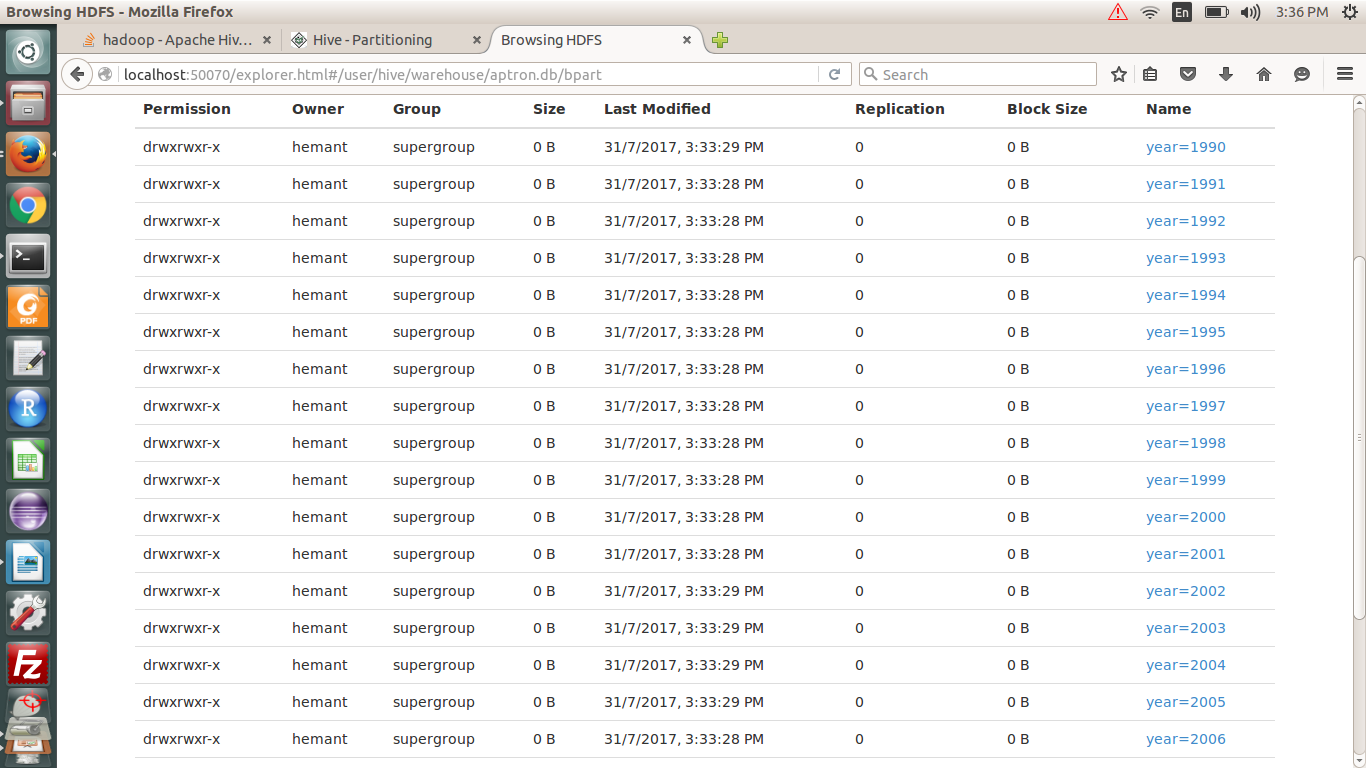 Browsing HDFS - Mozilla Firefox En 3:36 PM
hadoop - Apache Hiv... Hive - Partitioning Browsing HDFS
localhost:50070/explorer.html#/user/hive/warehouse/aptron.db/bpart Search
Permission Owner Group Size Last Modified Replication Block Size Name
drwxrwxr-x hemant supergroup 0 B 31/7/2017, 3:33:29 PM 0 0 B year=1990
drwxrwxr-x hemant supergroup 0 B 31/7/2017, 3:33:28 PM 0 0 B year=1991
drwxrwxr-x hemant supergroup 0 B 31/7/2017, 3:33:28 PM 0 0 B year=1992
drwxrwxr-x hemant supergroup 0 B 31/7/2017, 3:33:28 PM 0 0 B year=1993
drwxrwxr-x hemant supergroup 0 B 31/7/2017, 3:33:28 PM 0 0 B year=1994
drwxrwxr-x hemant supergroup 0 B 31/7/2017, 3:33:28 PM 0 0 B year=1995
drwxrwxr-x hemant supergroup 0 B 31/7/2017, 3:33:28 PM 0 0 B year=1996
drwxrwxr-x hemant supergroup 0 B 31/7/2017, 3:33:28 PM 0 0 B year=1997
drwxrwxr-x hemant supergroup 0 B 31/7/2017, 3:33:28 PM 0 0 B year=1998
drwxrwxr-x hemant supergroup 0 B 31/7/2017, 3:33:28 PM 0 0 B year=1999
drwxrwxr-x hemant supergroup 0 B 31/7/2017, 3:33:28 PM 0 0 B year=2000
drwxrwxr-x hemant supergroup 0 B 31/7/2017, 3:33:28 PM 0 0 B year=2001
drwxrwxr-x hemant supergroup 0 B 31/7/2017, 3:33:29 PM 0 0 B year=2002
drwxrwxr-x hemant supergroup 0 B 31/7/2017, 3:33:29 PM 0 0 B year=2003
drwxrwxr-x hemant supergroup 0 B 31/7/2017, 3:33:29 PM 0 0 B year=2004
drwxrwxr-x hemant supergroup 0 B 31/7/2017, 3:33:29 PM 0 0 B year=2005
drwxrwxr-x hemant supergroup 0 B 31/7/2017, 3:33:28 PM 0 0 B year=2006
PDF
R
Fz